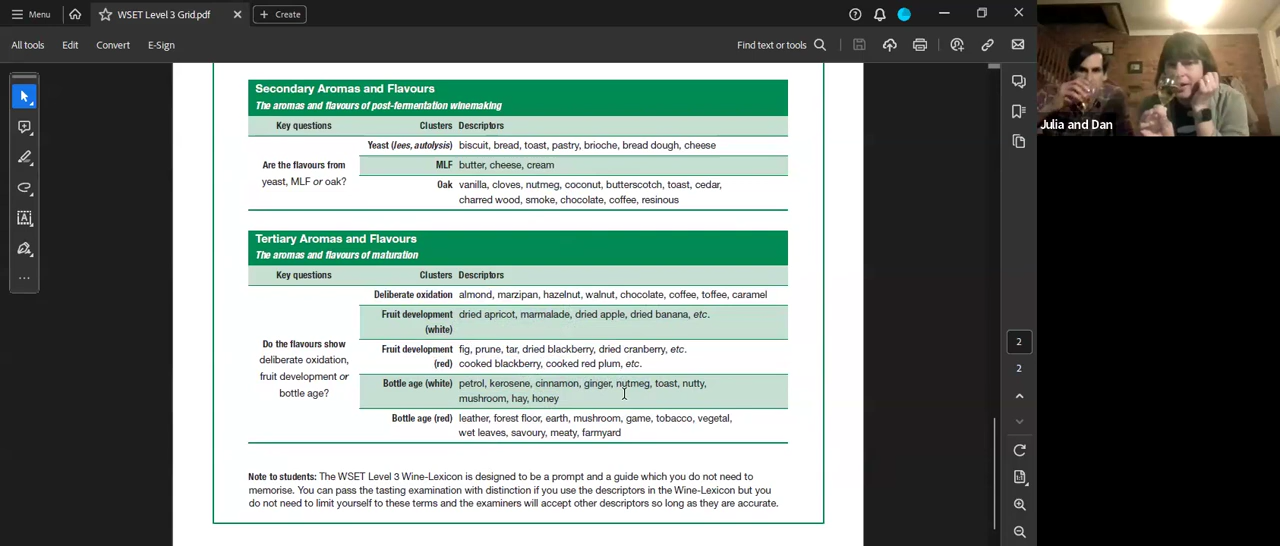 Menu
WSET Level 3 Grid.pdf
Create
All tools
Edit
Convert
E-Sign
Find text or tools
Julia and Dan
Secondary Aromas and Flavours
The aromas and flavours of post-fermentation winemaking
Key questions Clusters Descriptors
Yeast (lees, autolysis) biscuit, bread, toast, pastry, brioche, bread dough, cheese
Are the flavours from
yeast, MLF or oak?
MLF butter, cheese, cream
Oak vanilla, cloves, nutmeg, coconut, butterscotch, toast, cedar,
charred wood, smoke, chocolate, coffee, resinous
Tertiary Aromas and Flavours
The aromas and flavours of maturation
Key questions Clusters Descriptors
Do the flavours show
deliberate oxidation,
fruit development or
bottle age?
Deliberate oxidation almond, marzipan, hazelnut, walnut, chocolate, coffee, toffee, caramel
Fruit development dried apricot, marmalade, dried apple, dried banana, etc.
(white)
Fruit development fig, prune, tar, dried blackberry, dried cranberry, etc.
(red) cooked blackberry, cooked red plum, etc.
Bottle age (white) petrol, kerosene, cinnamon, ginger, nutmeg, toast, nutty,
mushroom, hay, honey
Bottle age (red) leather, forest floor, earth, mushroom, game, tobacco, vegetal,
wet leaves, savoury, meaty, farmyard
Note to students: The WSET Level 3 Wine-Lexicon is designed to be a prompt and a guide which you do not need to
memorise. You can pass the tasting examination with distinction if you use the descriptors in the Wine-Lexicon but you
do not need to limit yourself to these terms and the examiners will accept other descriptors so long as they are accurate.
2
2